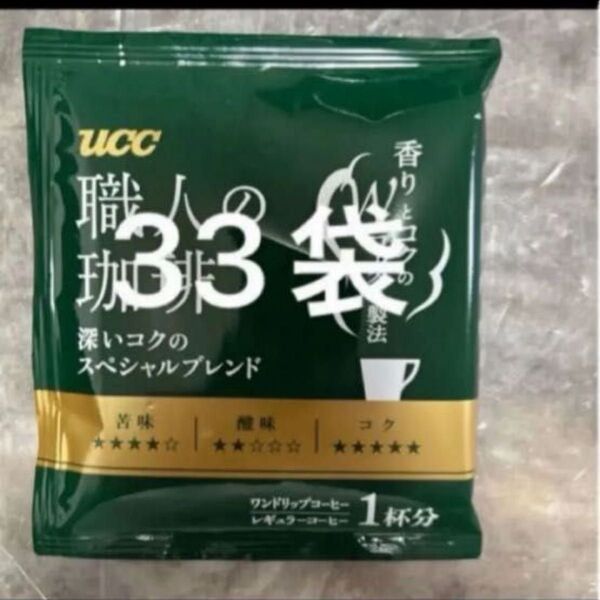 UCC
職人の
珈琲
33袋
深いコクの
スペシャルブレンド
香りとコクの
W
製法
苦味
★★★★☆
酸味
★★☆☆☆
コク
★★★★★
ワンドリップコーヒー
レギュラーコーヒー
1杯分